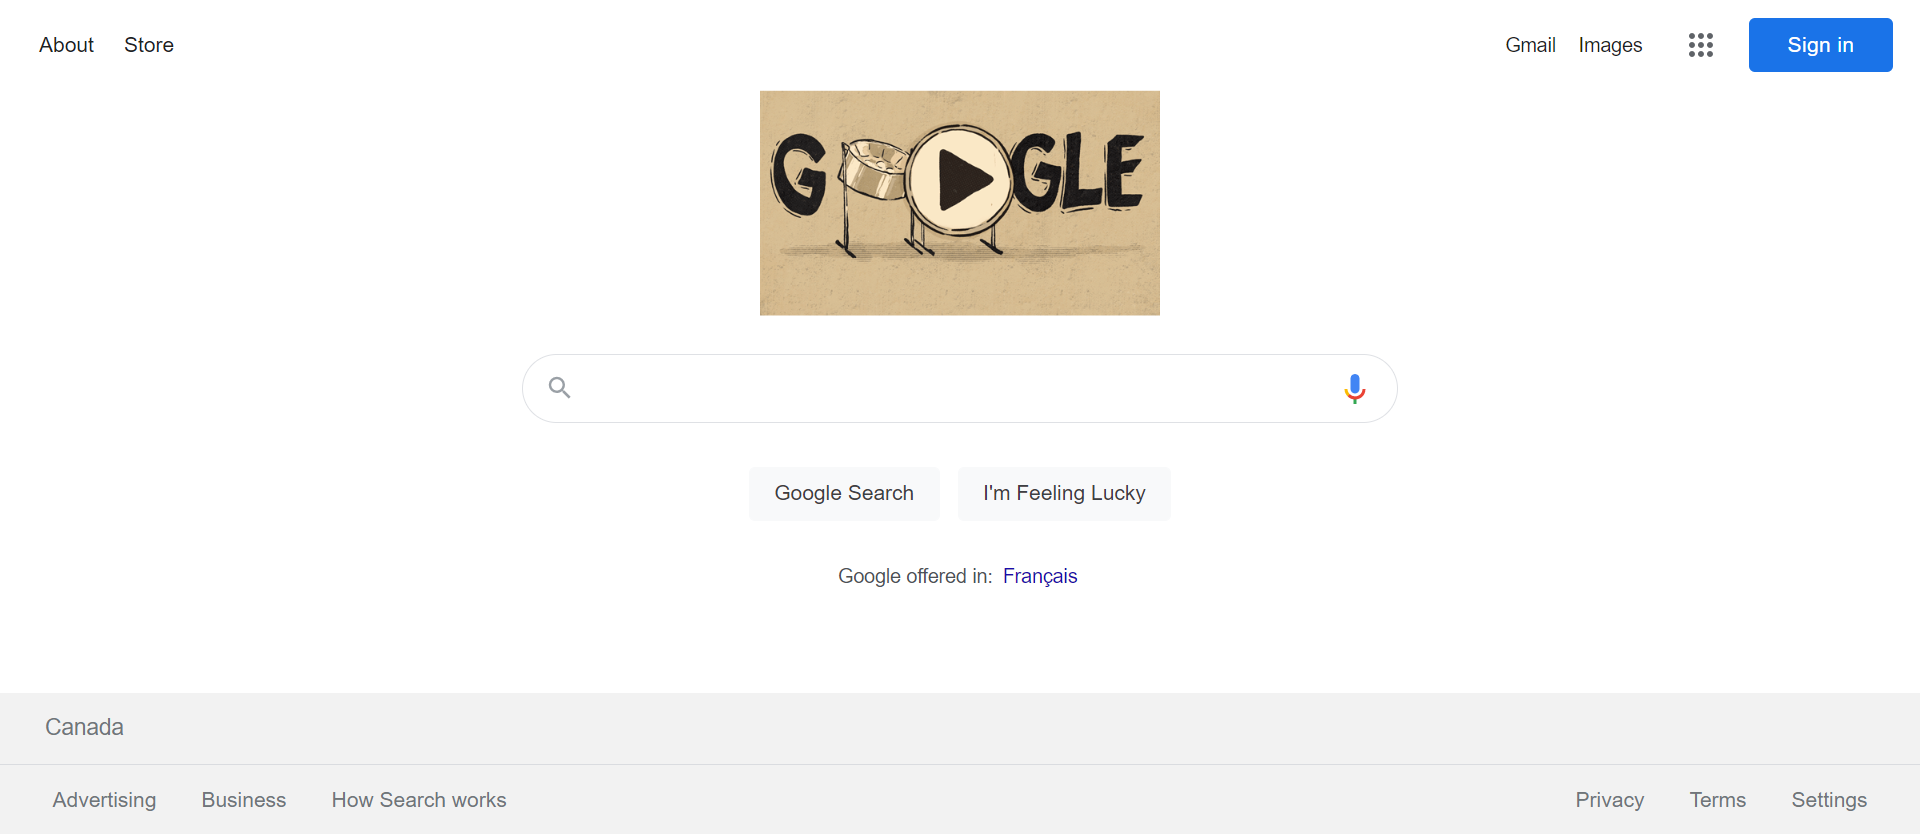 About Store Gmail Images Sign in
GOOGLE
Google Search I'm Feeling Lucky
Google offered in: Français
Canada
Advertising Business How Search works Privacy Terms Settings